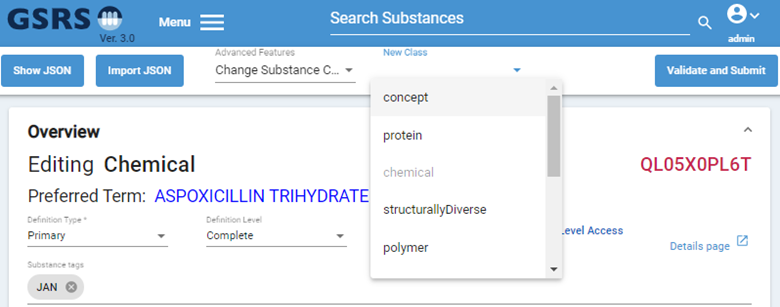 GSRS
Ver. 3.0
Menu
Search Substances
admin
Show JSON
Import JSON
Advanced Features
Change Substance C...
New Class
Validate and Submit
concept
protein
chemical
structurallyDiverse
polymer
Overview
Editing Chemical
QL05X0PL6T
Preferred Term: ASPOXICILLIN TRIHYDRATE
Definition Type *
Primary
Definition Level
Complete
Level Access
Details page
Substance tags
JAN